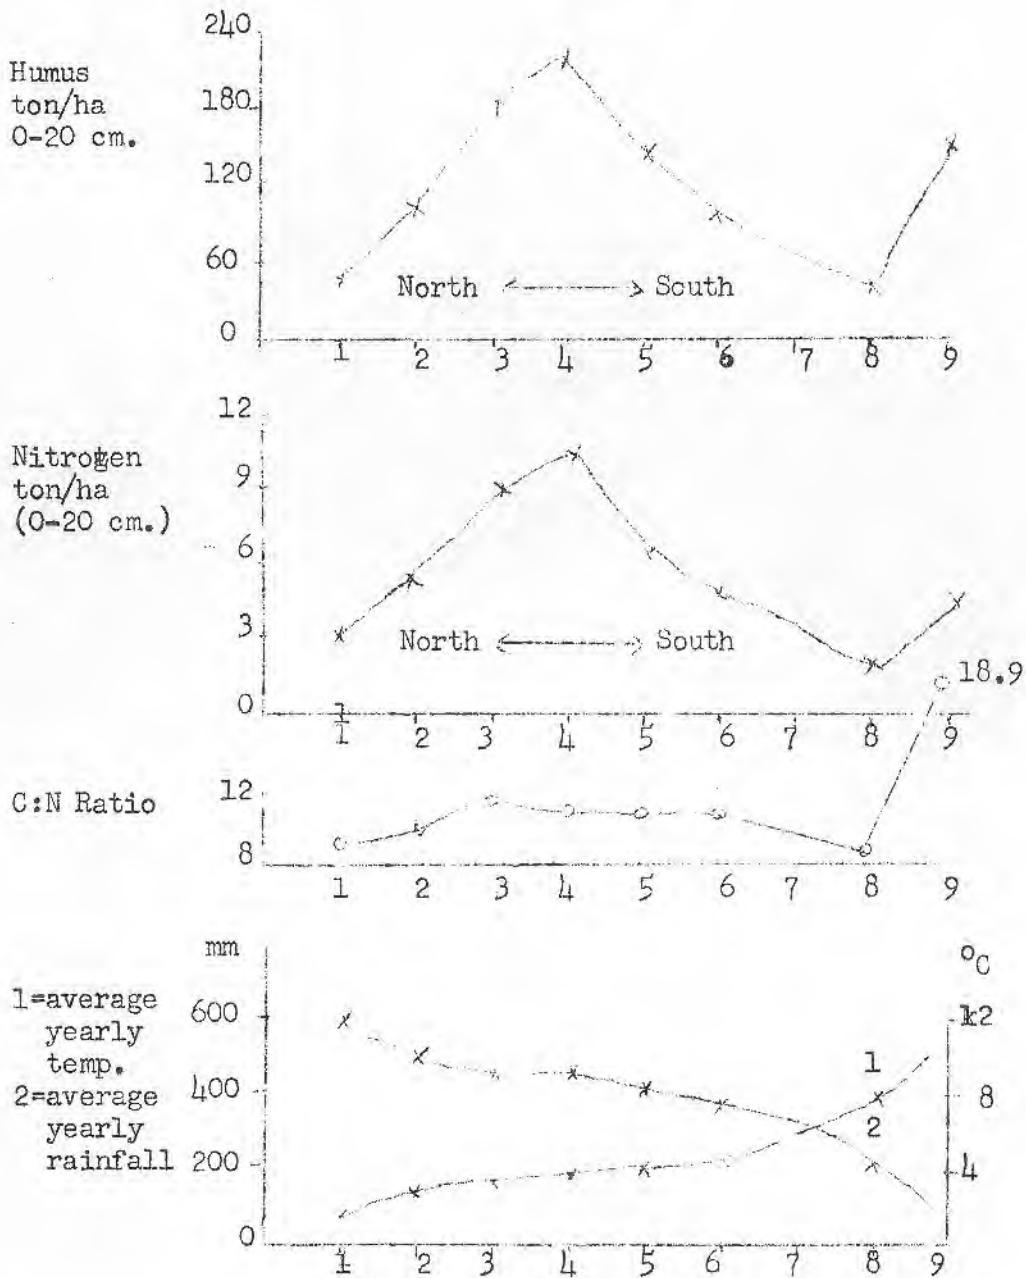 240
Humus
ton/ha
0-20 cm.
180
120
60
North South
0
1 2 3 4 5 6 7 8 9
12
Nitrogen
ton/ha
(0-20 cm.)
9
6
3
North South
0
18.9
1 2 3 4 5 6 7 8 9
C:N Ratio
12
8
1 2 3 4 5 6 7 8 9
mm
°C
1=average
yearly
temp.
2=average
yearly
rainfall
600
400
200
0
12
8
4
1
2
1 2 3 4 5 6 7 8 9